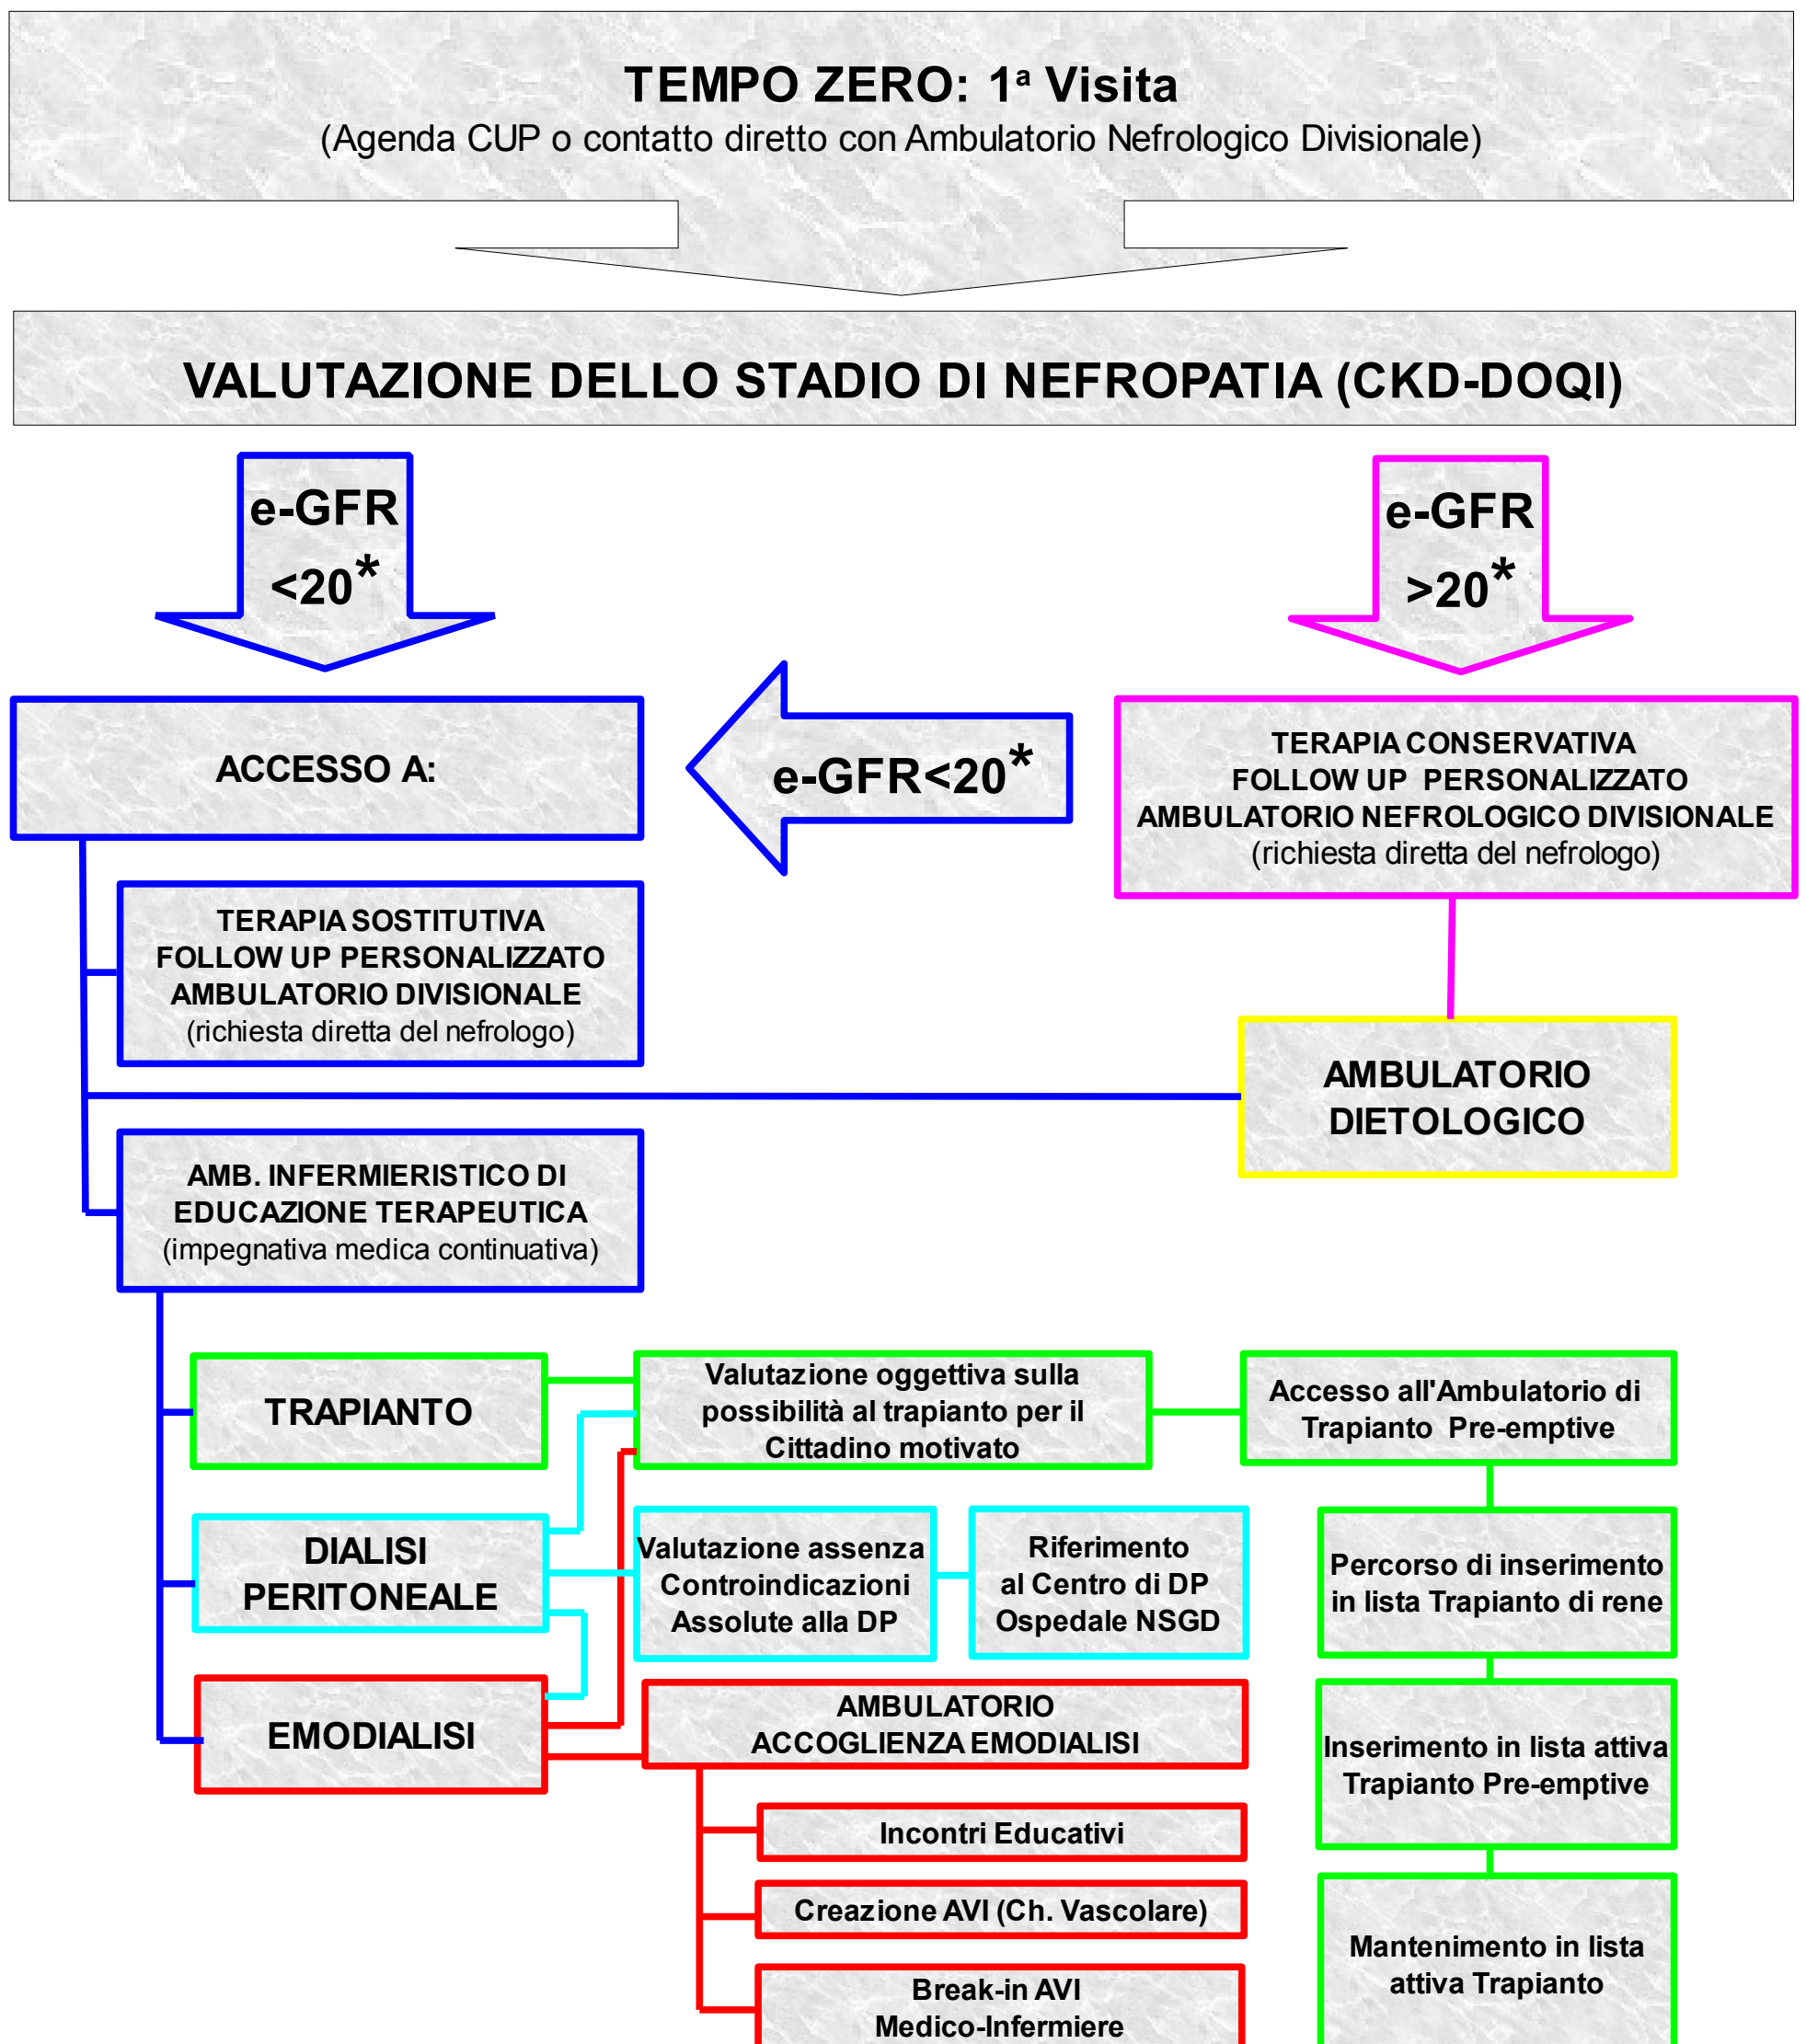 TEMPO ZERO: 1ª Visita
(Agenda CUP o contatto diretto con Ambulatorio Nefrologico Divisionale)
VALUTAZIONE DELLO STADIO DI NEFROPATIA (CKD-DOQI)
e-GFR
<20*
e-GFR
>20*
ACCESSO A:
e-GFR<20*
TERAPIA CONSERVATIVA
FOLLOW UP PERSONALIZZATO
AMBULATORIO NEFROLOGICO DIVISIONALE
(richiesta diretta del nefrologo)
TERAPIA SOSTITUTIVA
FOLLOW UP PERSONALIZZATO
AMBULATORIO DIVISIONALE
(richiesta diretta del nefrologo)
AMBULATORIO
DIETOLOGICO
AMB. INFERMIERISTICO DI
EDUCAZIONE TERAPEUTICA
(impegnativa medica continuativa)
TRAPIANTO
Valutazione oggettiva sulla
possibilità al trapianto per il
Cittadino motivato
Accesso all'Ambulatorio di
Trapianto Pre-emptive
DIALISI
PERITONEALE
Valutazione assenza
Controindicazioni
Assolute alla DP
Riferimento
al Centro di DP
Ospedale NSGD
Percorso di inserimento
in lista Trapianto di rene
EMODIALISI
AMBULATORIO
ACCOGLIENZA EMODIALISI
Inserimento in lista attiva
Trapianto Pre-emptive
Incontri Educativi
Creazione AVI (Ch. Vascolare)
Break-in AVI
Medico-Infermiere
Mantenimento in lista
attiva Trapianto